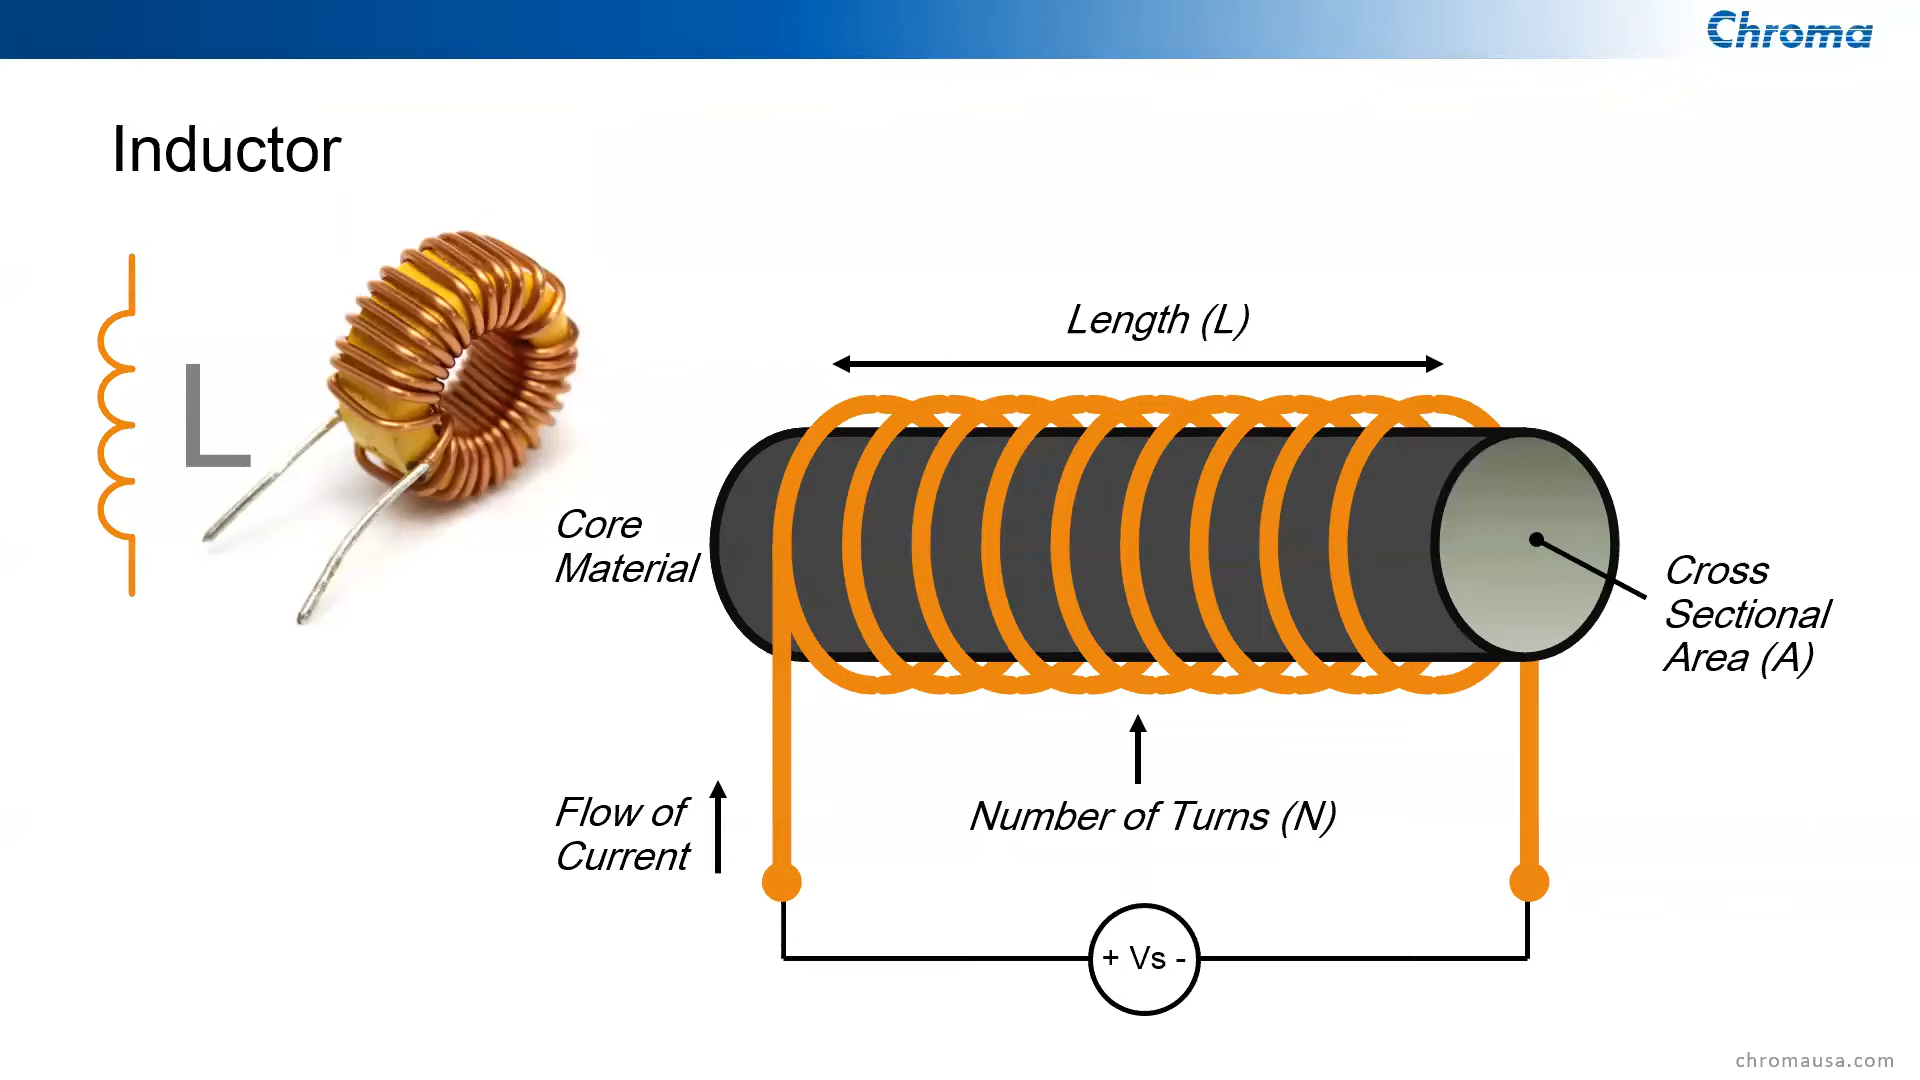 Chroma
Inductor
L
Length (L)
Core
Material
Cross
Sectional
Area (A)
Flow of
Current
Number of Turns (N)
+ Vs -
chromausa.com